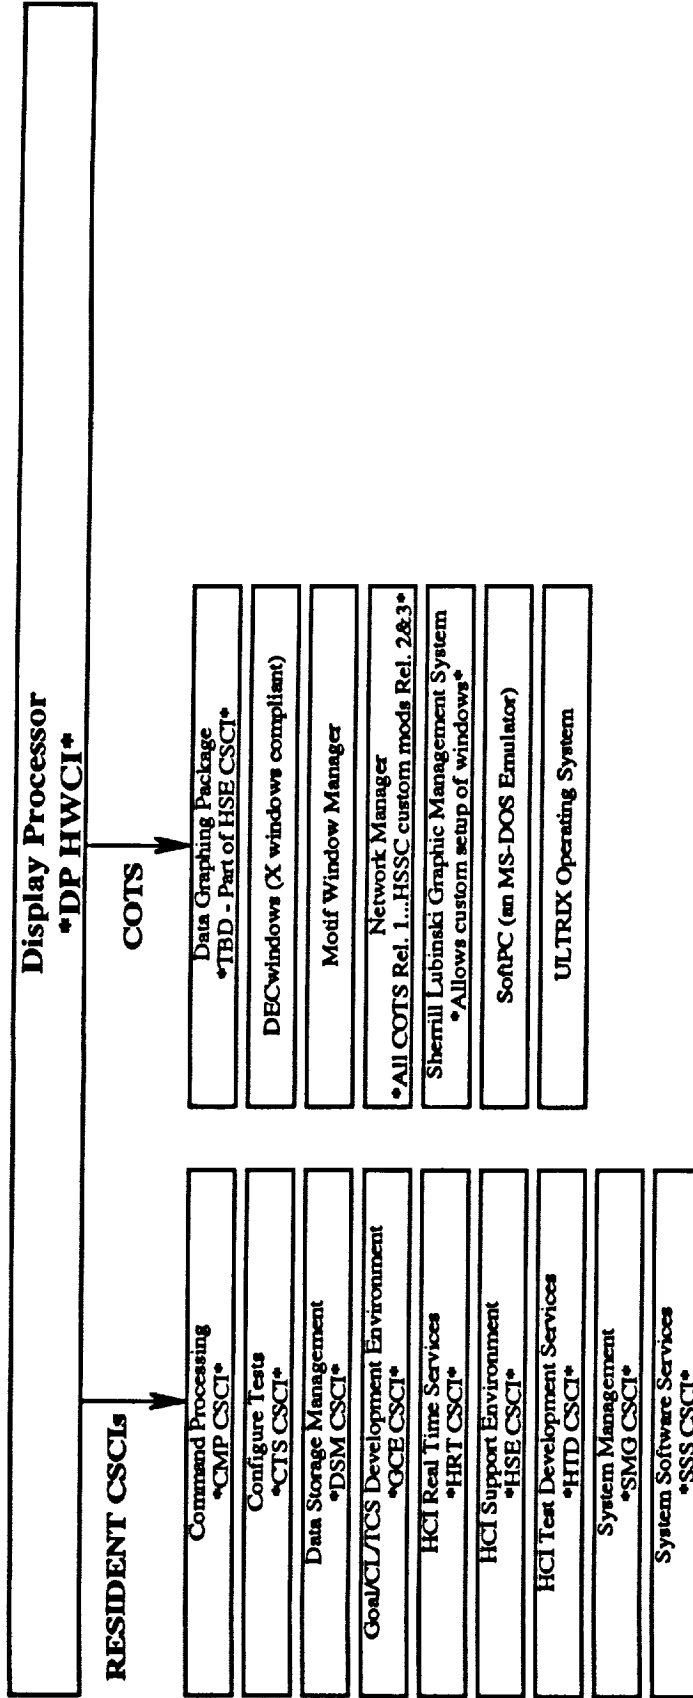 Display Processor
*DP HWCI*
RESIDENT CSCIs
Command Processing
*CMP CSCI*
Configure Tests
*CTS CSCI*
Data Storage Management
*DSM CSCI*
Goal/CL/TCS Development Environment
*GCE CSCI*
HCI Real Time Services
*HRT CSCI*
HCI Support Environment
*HSE CSCI*
HCI Test Development Services
*HTD CSCI*
System Management
*SMG CSCI*
System Software Services
*SSS CSCI*
COTS
Data Graphing Package
*TBD - Part of HSE CSCI*
DECwindows (X windows compliant)
Motif Window Manager
Network Manager
*All COTS Rel. 1...HSSC custom mods Rel. 2&3*
Sherrill Lubinski Graphic Management System
*Allows custom setup of windows*
SoftPC (an MS-DOS Emulator)
ULTRIX Operating System